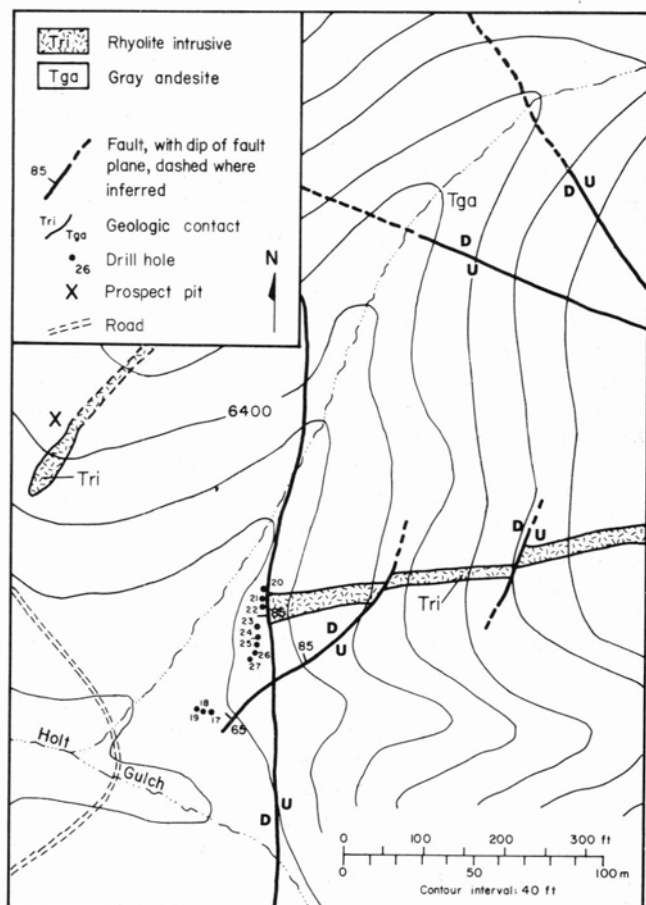 Tri Rhyolite intrusive
Tga Gray andesite
85
Fault, with dip of fault
plane, dashed where
inferred
Tri
Tga
Geologic contact
26
Drill hole
X Prospect pit
Road
N
D U
Tga
D
U
6400
X
Tri
D
U
20
21
22
85
23
24
25
26
27
Tri
D
U
85
18
19 17
65
Holt
Gulch
D U
0 100 200 300 ft
0 50 100 m
Contour interval: 40 ft